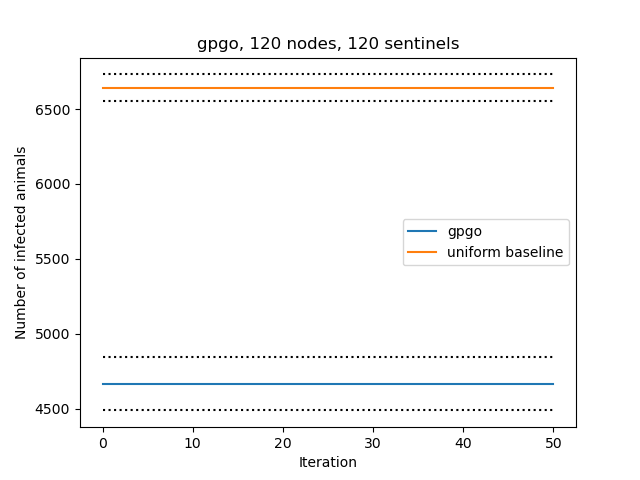 gpgo, 120 nodes, 120 sentinels
Number of infected animals
6500
6000
5500
5000
4500
gpgo
uniform baseline
0 10 20 30 40 50
Iteration